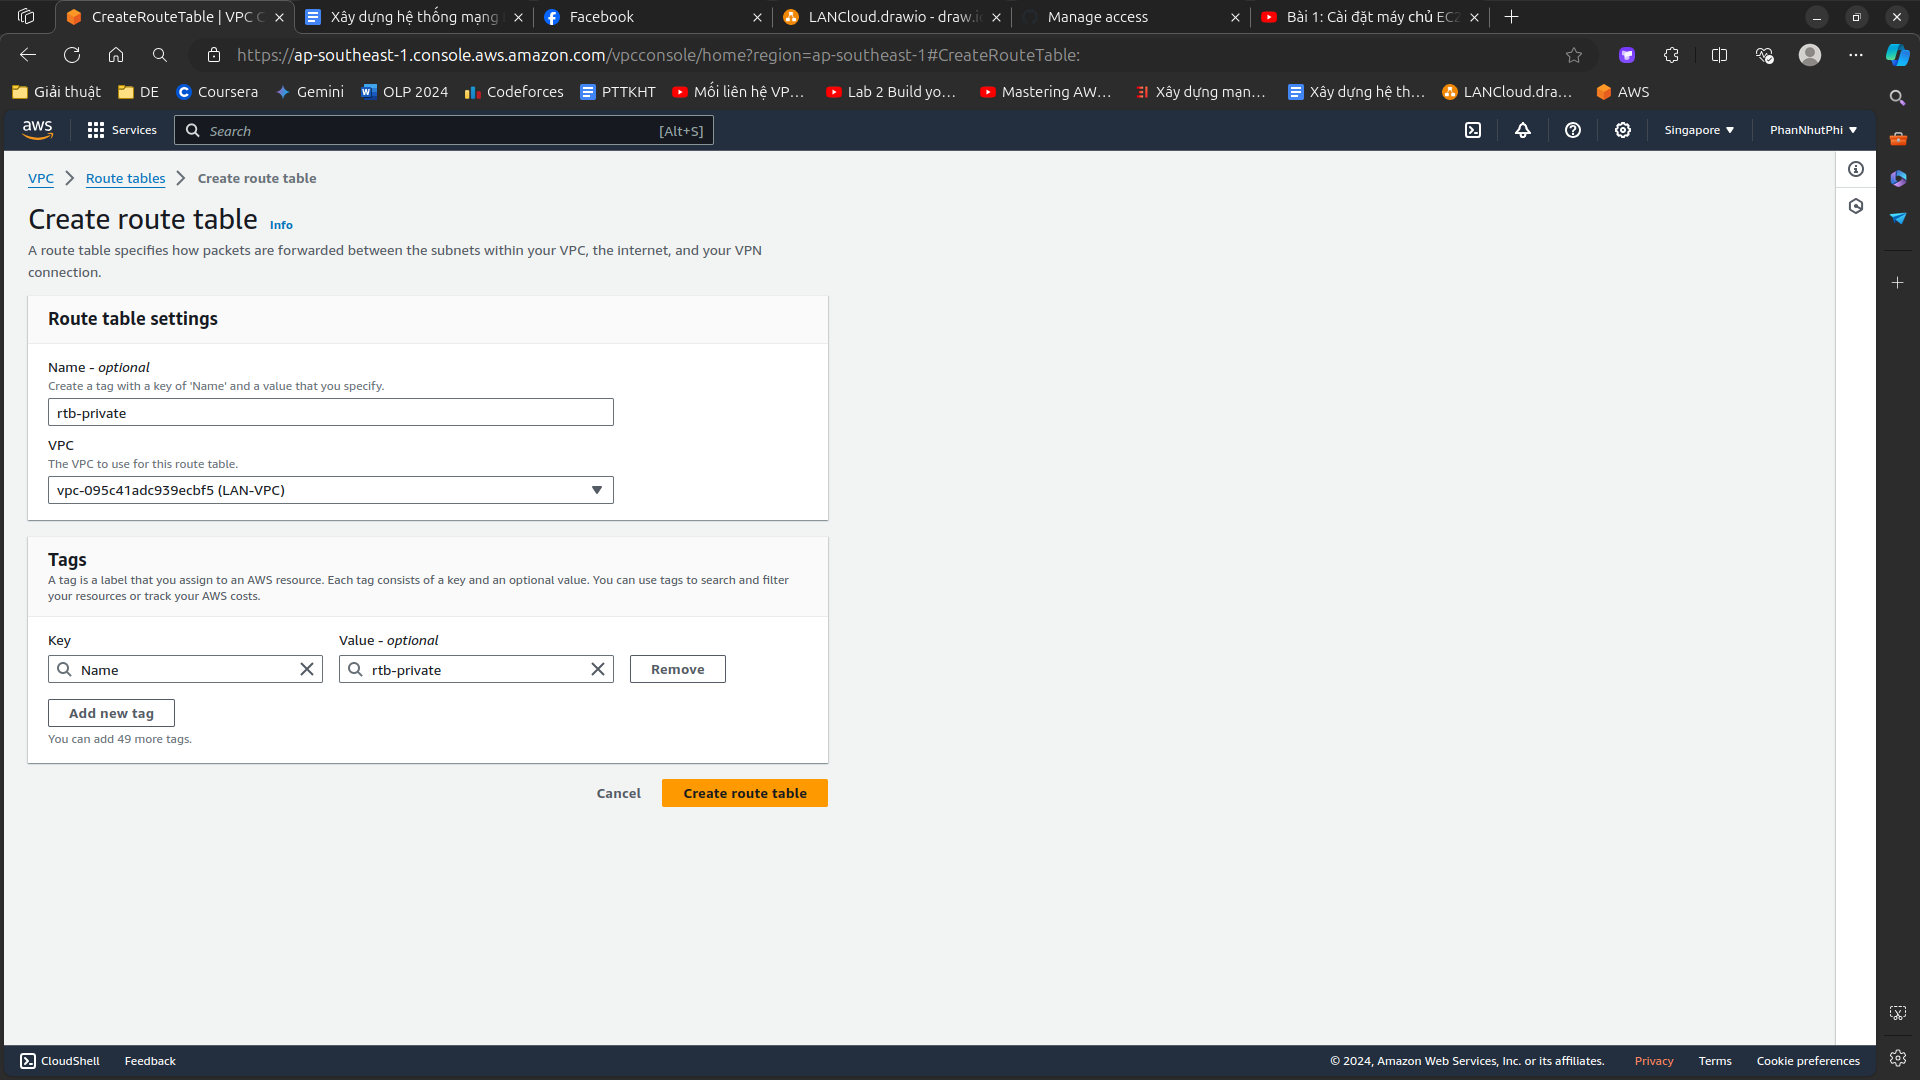 CreateRouteTable | VPC C
Xây dựng hệ thống mạng
Facebook
LANCloud.drawio - draw.i
Manage access
Bài 1: Cài đặt máy chủ EC2
https://ap-southeast-1.console.aws.amazon.com/vpcconsole/home?region=ap-southeast-1#CreateRouteTable:
Giải thuật
DE
Coursera
Gemini
OLP 2024
Codeforces
PTTKHT
Mối liên hệ VP...
Lab 2 Build yo...
Mastering AW...
Xây dựng mạn...
Xây dựng hệ th...
LANCloud.dra...
AWS
aws
Services
Search
[Alt+S]
Singapore
PhanNhutPhi
VPC
Route tables
Create route table
Create route table
Info
A route table specifies how packets are forwarded between the subnets within your VPC, the internet, and your VPN
connection.
Route table settings
Name - optional
Create a tag with a key of 'Name' and a value that you specify.
rtb-private
VPC
The VPC to use for this route table.
vpc-095c41adc939ecbf5 (LAN-VPC)
Tags
A tag is a label that you assign to an AWS resource. Each tag consists of a key and an optional value. You can use tags to search and filter
your resources or track your AWS costs.
Key
Value - optional
Name
rtb-private
Remove
Add new tag
You can add 49 more tags.
Cancel
Create route table
CloudShell
Feedback
© 2024, Amazon Web Services, Inc. or its affiliates.
Privacy
Terms
Cookie preferences